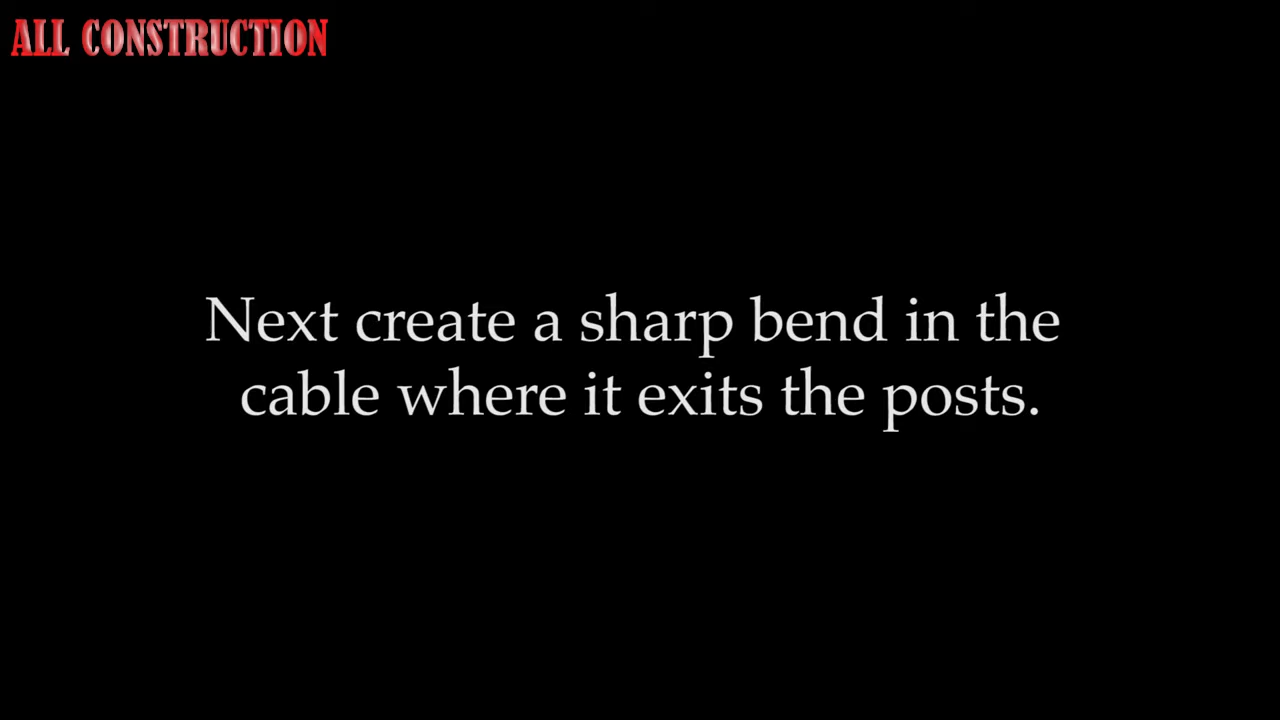 ALL CONSTRUCTION
Next create a sharp bend in the
cable where it exits the posts.